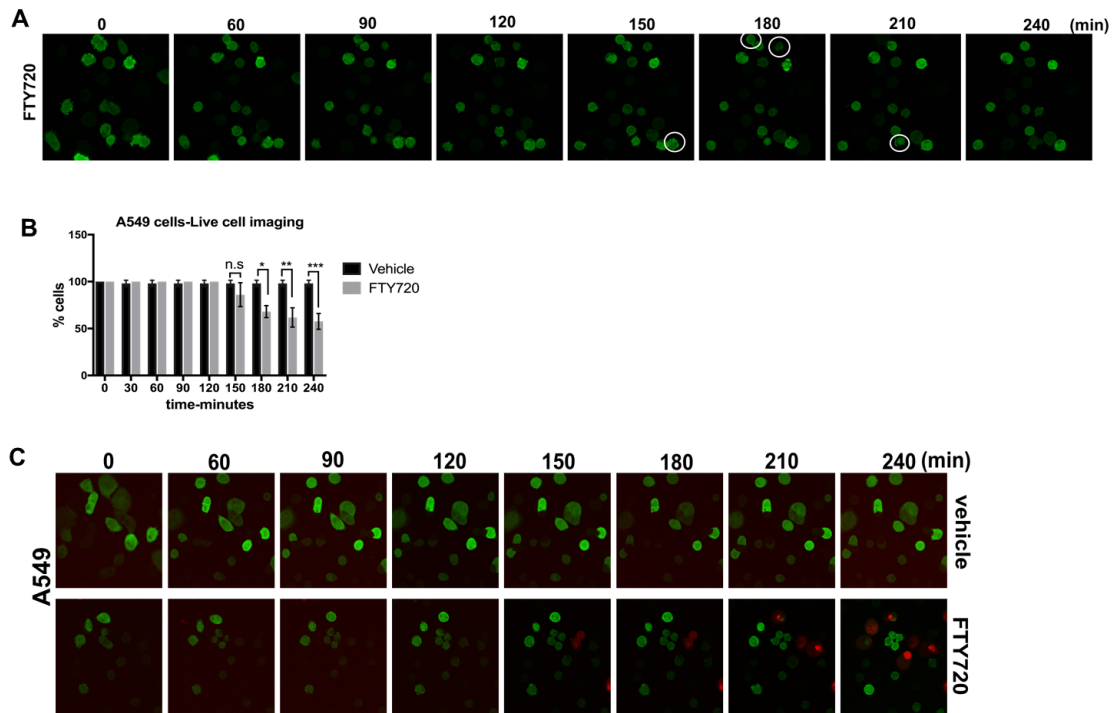 A
0 60 90 120 150 180 210 240 (min)
FTY720
B
A549 cells-Live cell imaging
150
100
50
0
% cells
n.s * ** ***
Vehicle
FTY720
0 30 60 90 120 150 180 210 240
time-minutes
C
0 60 90 120 150 180 210 240 (min)
A549
vehicle
FTY720